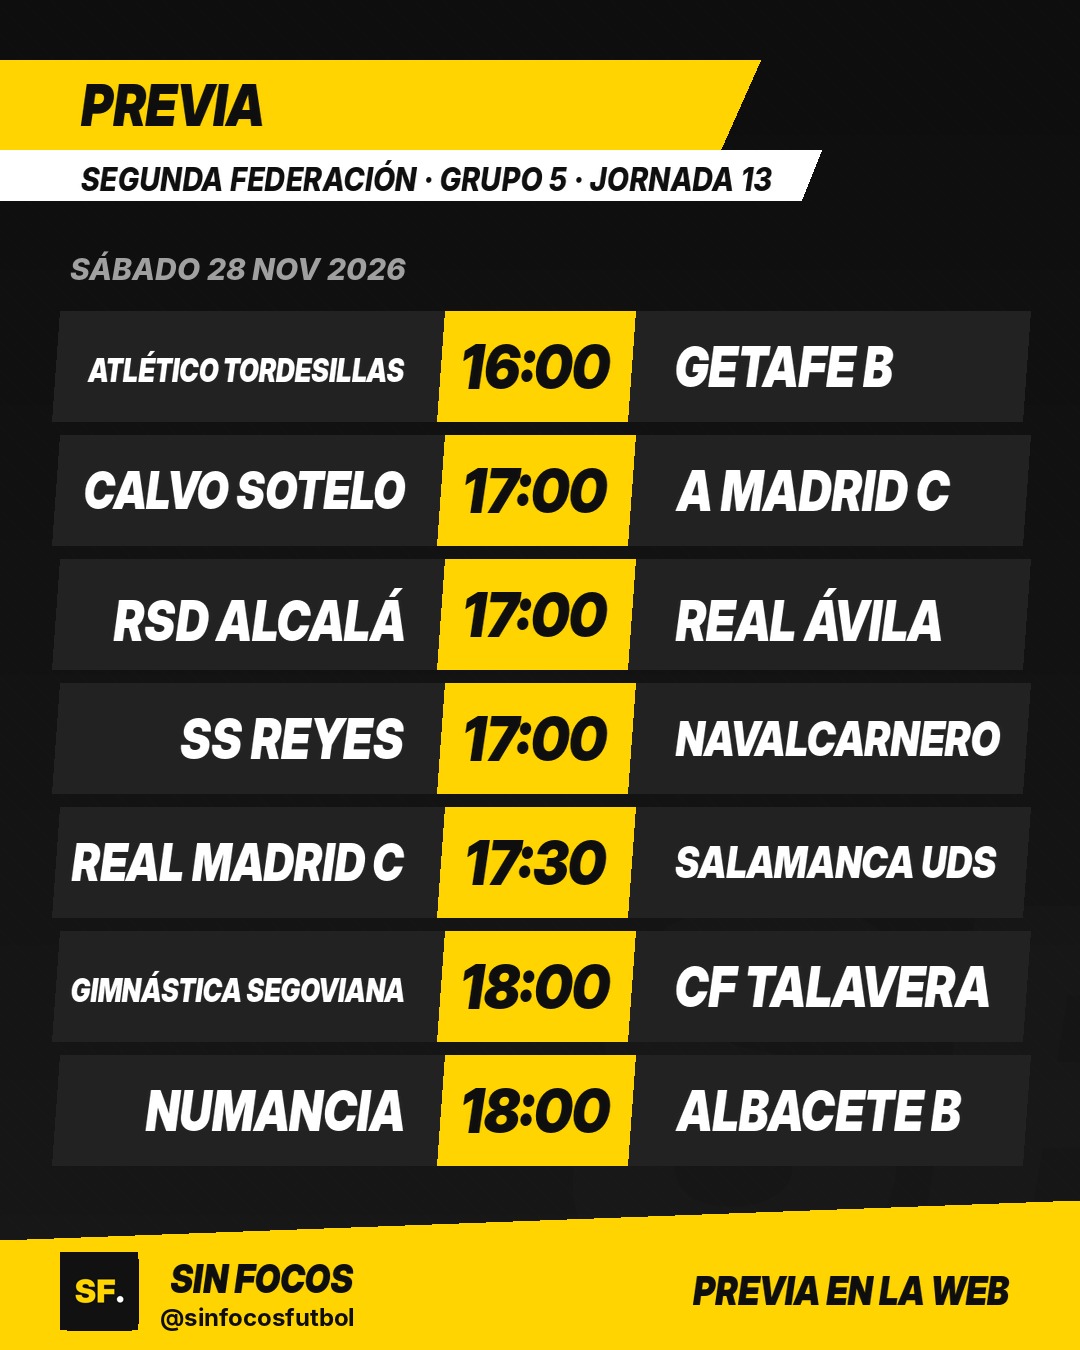 PREVIA
SEGUNDA FEDERACIÓN · GRUPO 5 · JORNADA 13
SÁBADO 28 NOV 2026
ATLÉTICO TORDESILLAS 16:00 GETAFE B
CALVO SOTELO 17:00 A MADRID C
RSD ALCALÁ 17:00 REAL ÁVILA
SS REYES 17:00 NAVALCARNERO
REAL MADRID C 17:30 SALAMANCA UDS
GIMNÁSTICA SEGOVIANA 18:00 CF TALAVERA
NUMANCIA 18:00 ALBACETE B
SF.
SIN FOCOS
@sinfocosfutbol
PREVIA EN LA WEB